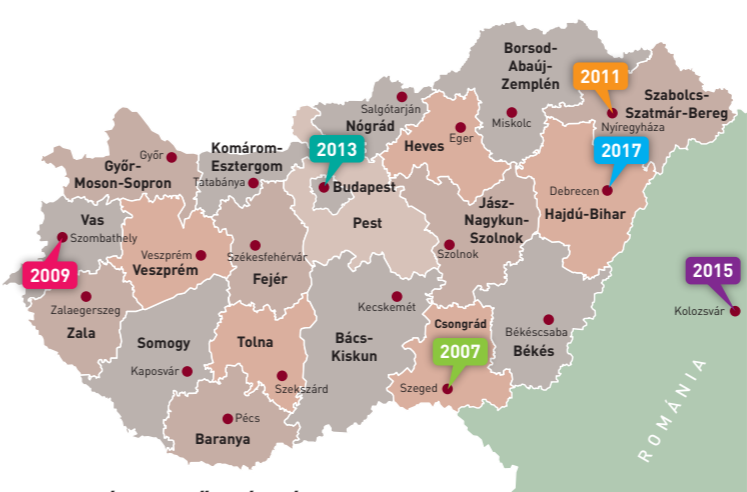 Borsod-
Abaúj-
Zemplén
2011
Szabolcs-
Szatmár-Bereg
Nyíregyháza
Salgótarján
Nógrád
Miskolc
Heves
Eger
2013
2017
Győr
Győr-
Moson-Sopron
Komárom-
Esztergom
Tatabánya
Budapest
Debrecen
Hajdú-Bihar
Jász-
Nagykun-
Szolnok
Szolnok
Pest
Vas
Szombathely
2009
Veszprém
Veszprém
Székesfehérvár
Fejér
2015
Kolozsvár
Zalaegerszeg
Zala
Kecskemét
Somogy
Tolna
Bács-
Kiskun
Csongrád
2007
Békéscsaba
Békés
Kaposvár
Szekszárd
Szeged
Pécs
Baranya
ROMÁNIA